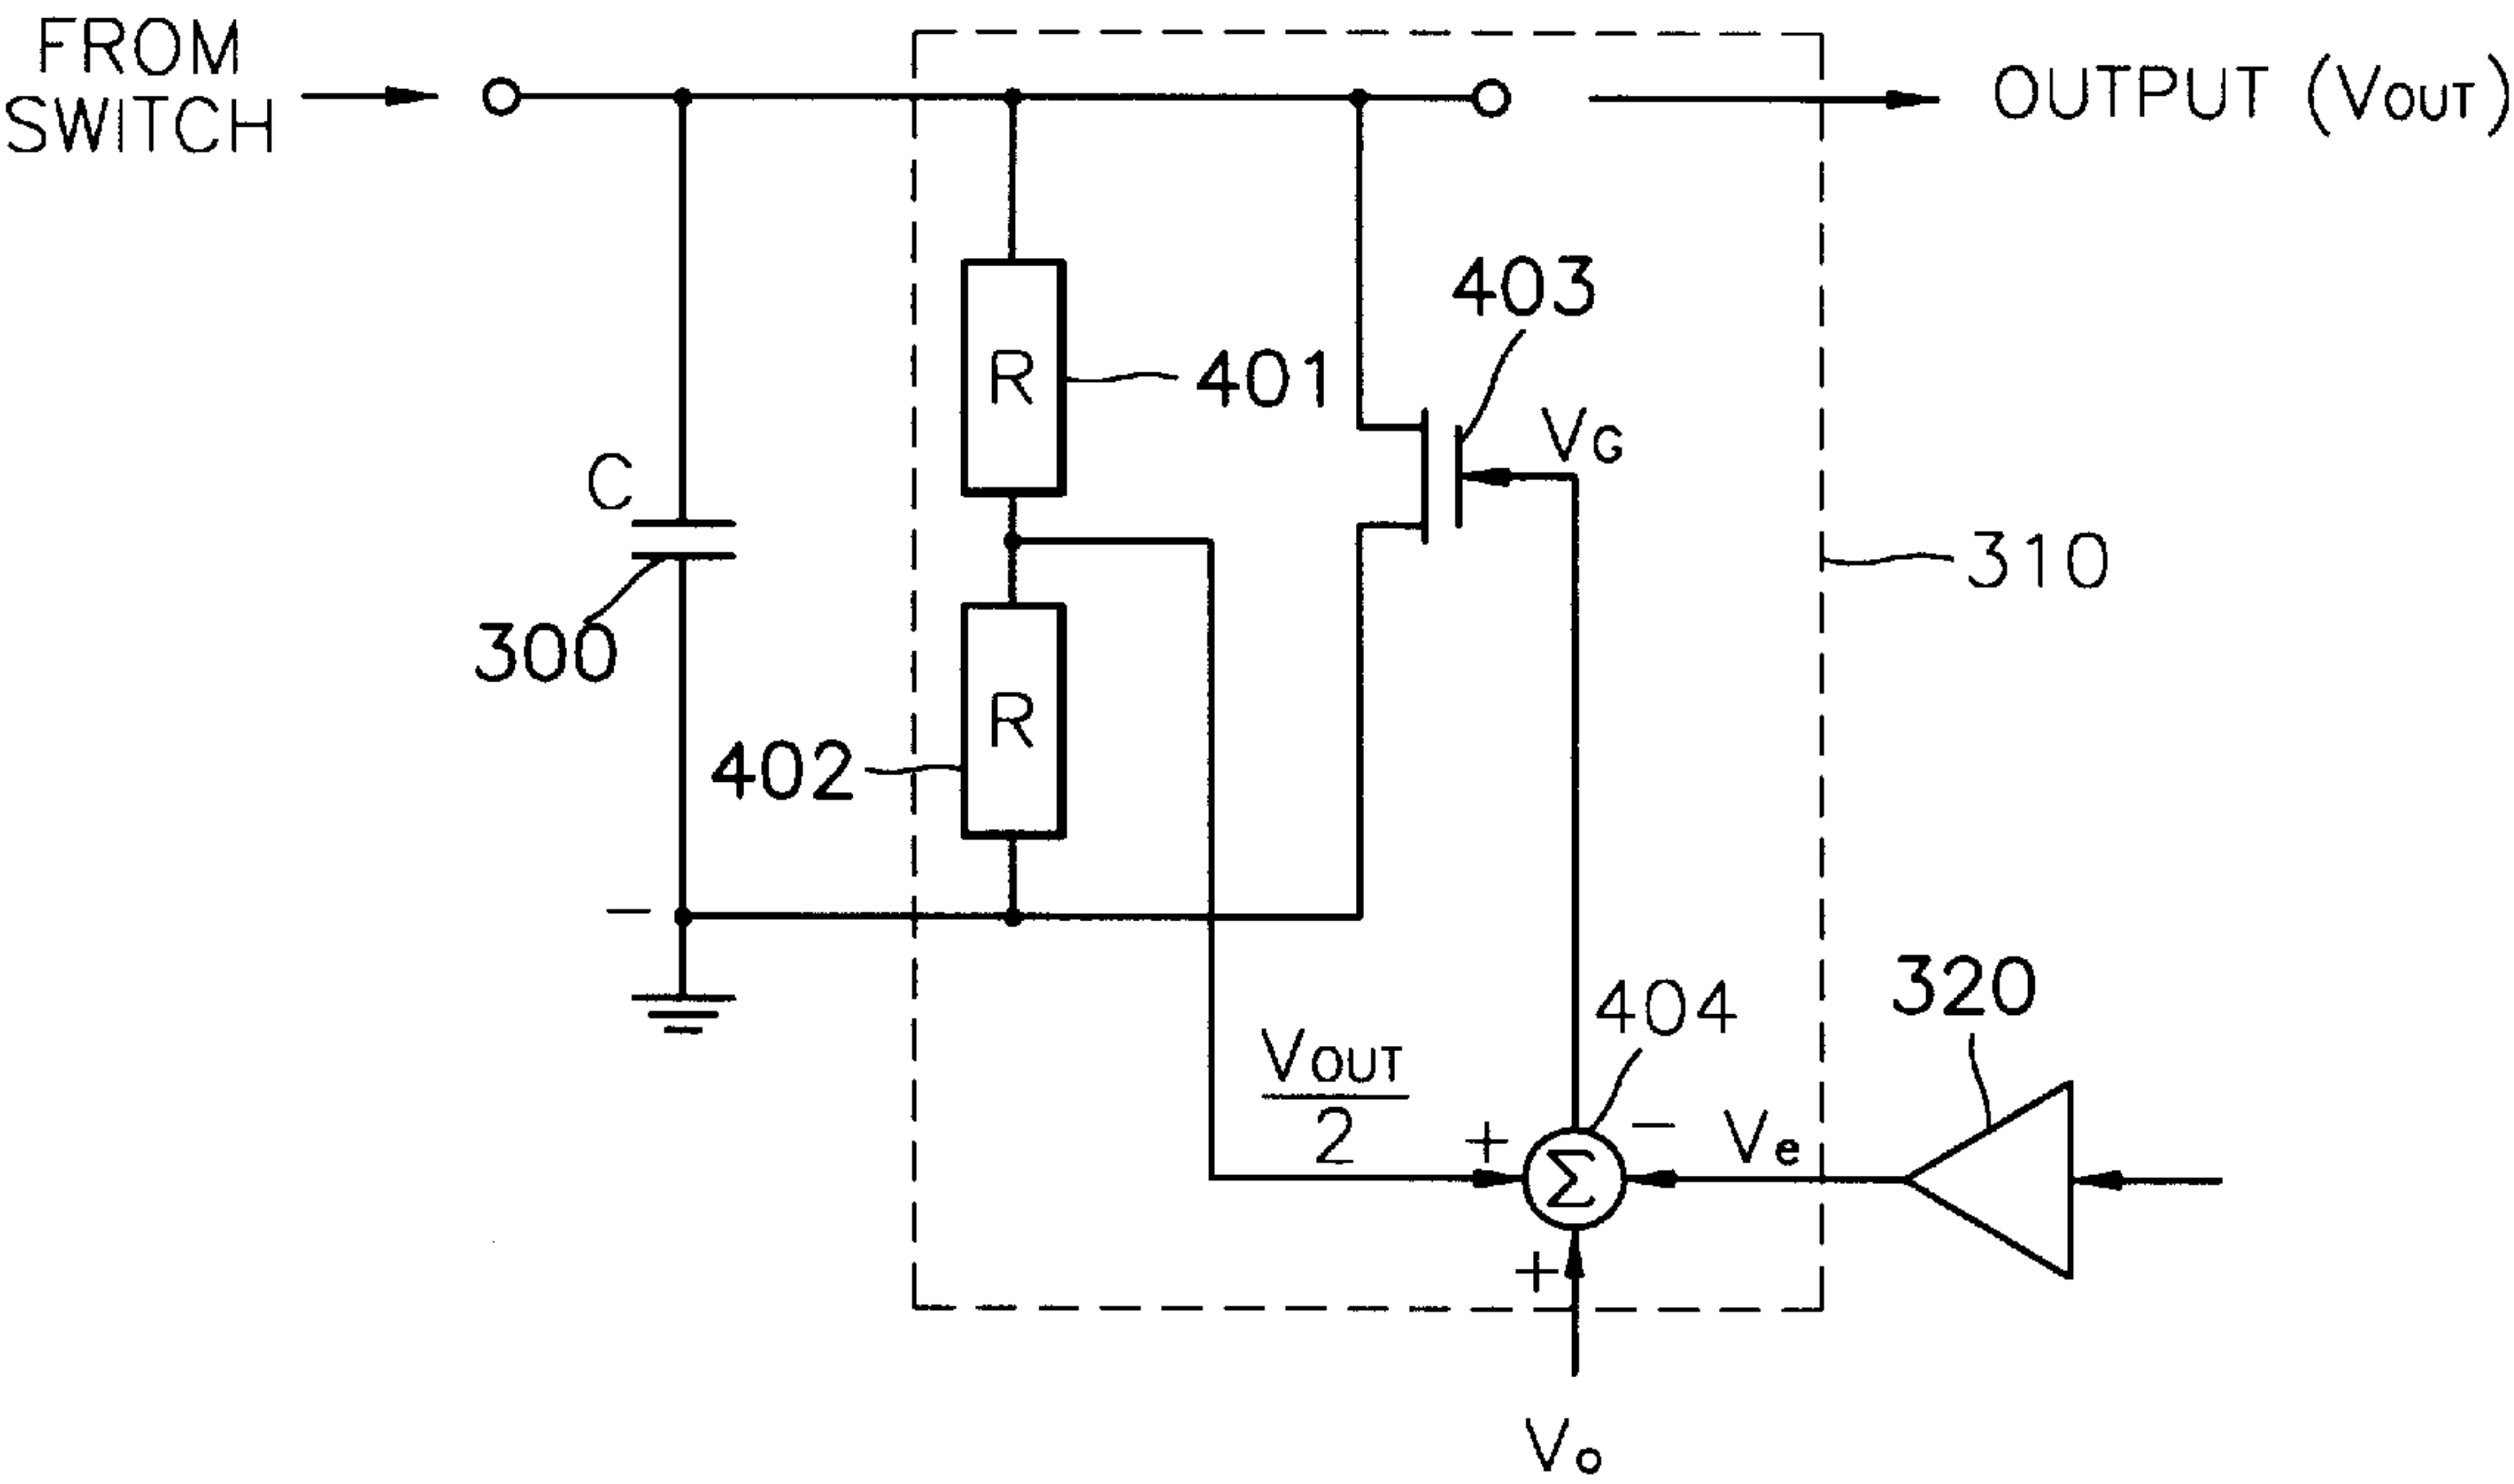 FROM
SWITCH
OUTPUT (VOUT)
403
R
401
VG
C
310
300
R
402
−
320
404
VOUT
2
+
−
Ve
Σ
+
Vo